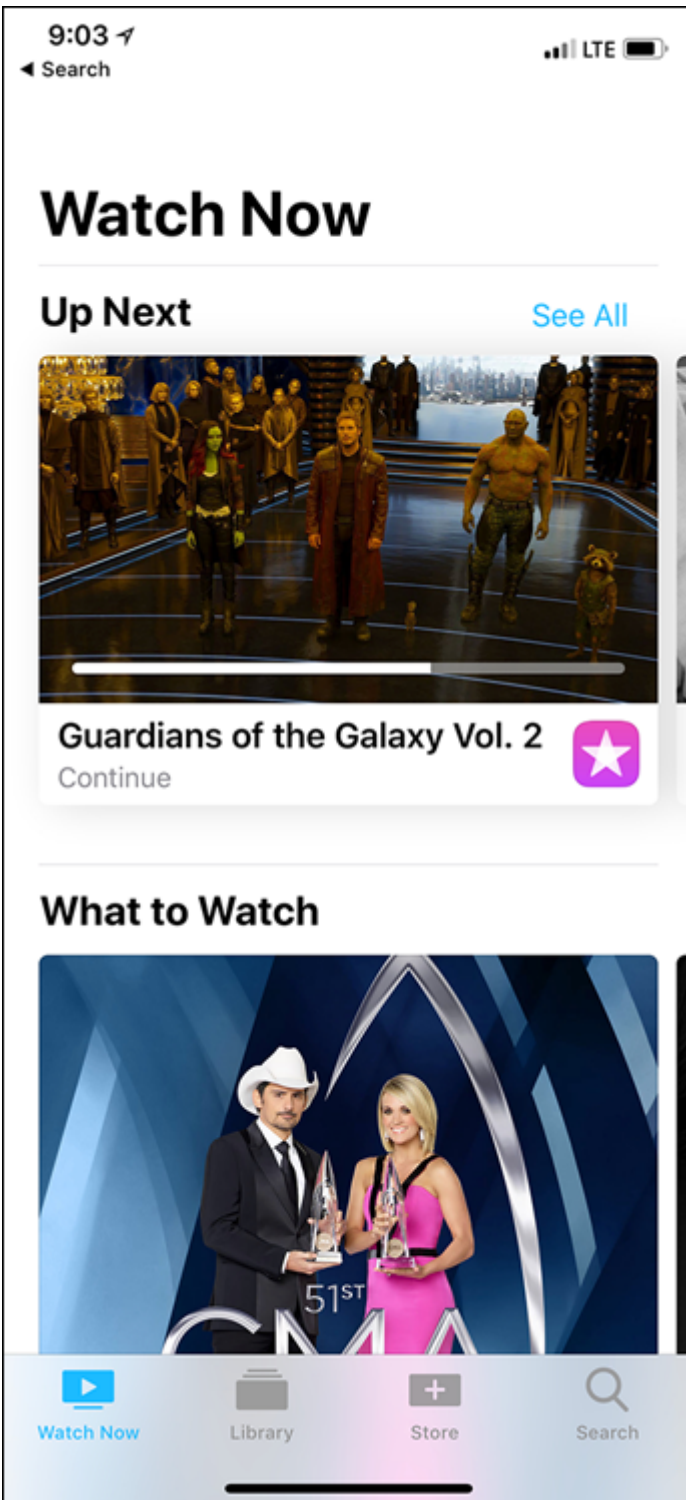 9:03
LTE
Search
Watch Now
Up Next
See All
Guardians of the Galaxy Vol. 2
Continue
What to Watch
51ST
CMA
Watch Now
Library
Store
Search